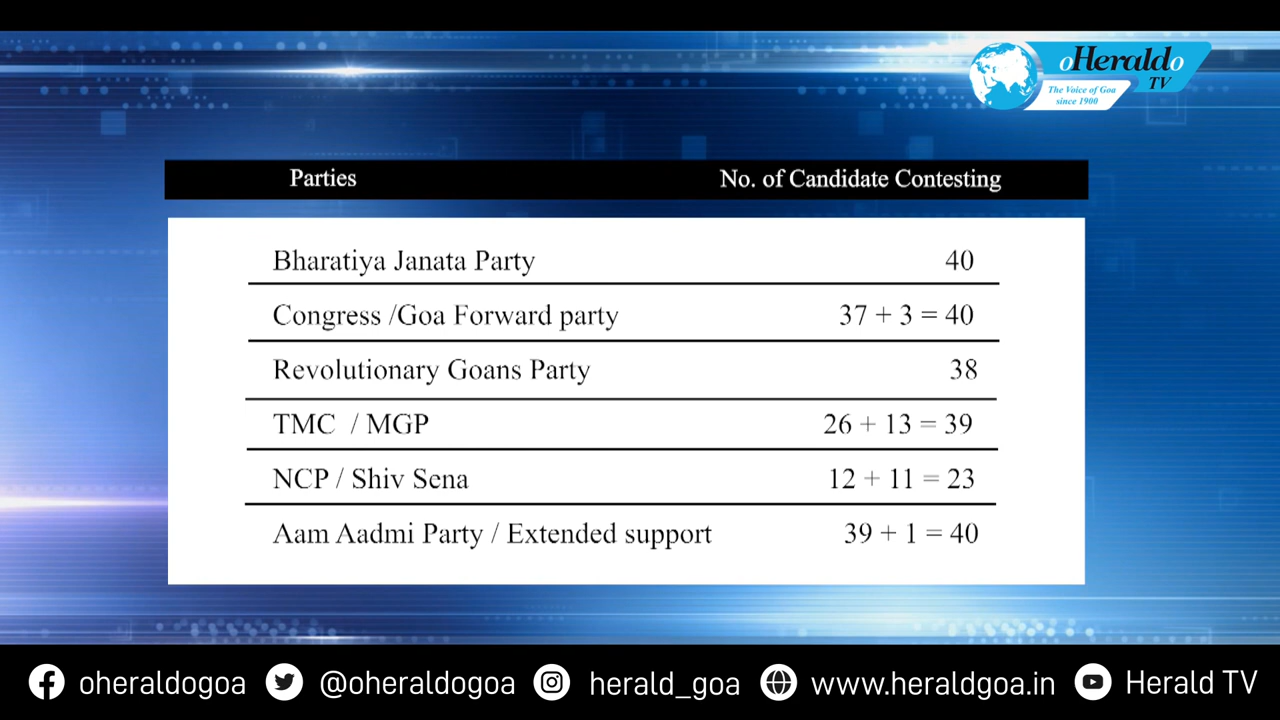 oHeraldo
TV
The Voice of Goa
since 1900
Parties No. of Candidate Contesting
Bharatiya Janata Party 40
Congress /Goa Forward party 37 + 3 = 40
Revolutionary Goans Party 38
TMC / MGP 26 + 13 = 39
NCP / Shiv Sena 12 + 11 = 23
Aam Aadmi Party / Extended support 39 + 1 = 40
oheraldogoa @oheraldogoa herald_goa www.heraldgoa.in Herald TV